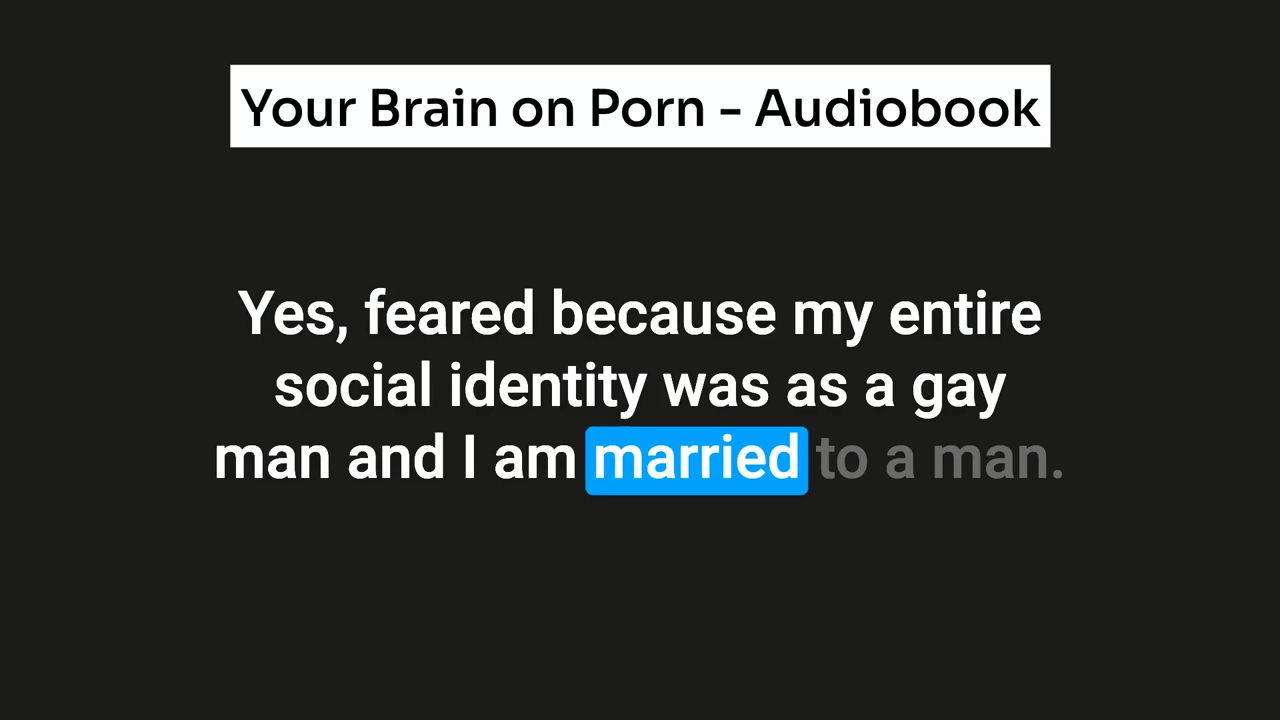 Your Brain on Porn - Audiobook
Yes, feared because my entire
social identity was as a gay
man and I am married to a man.